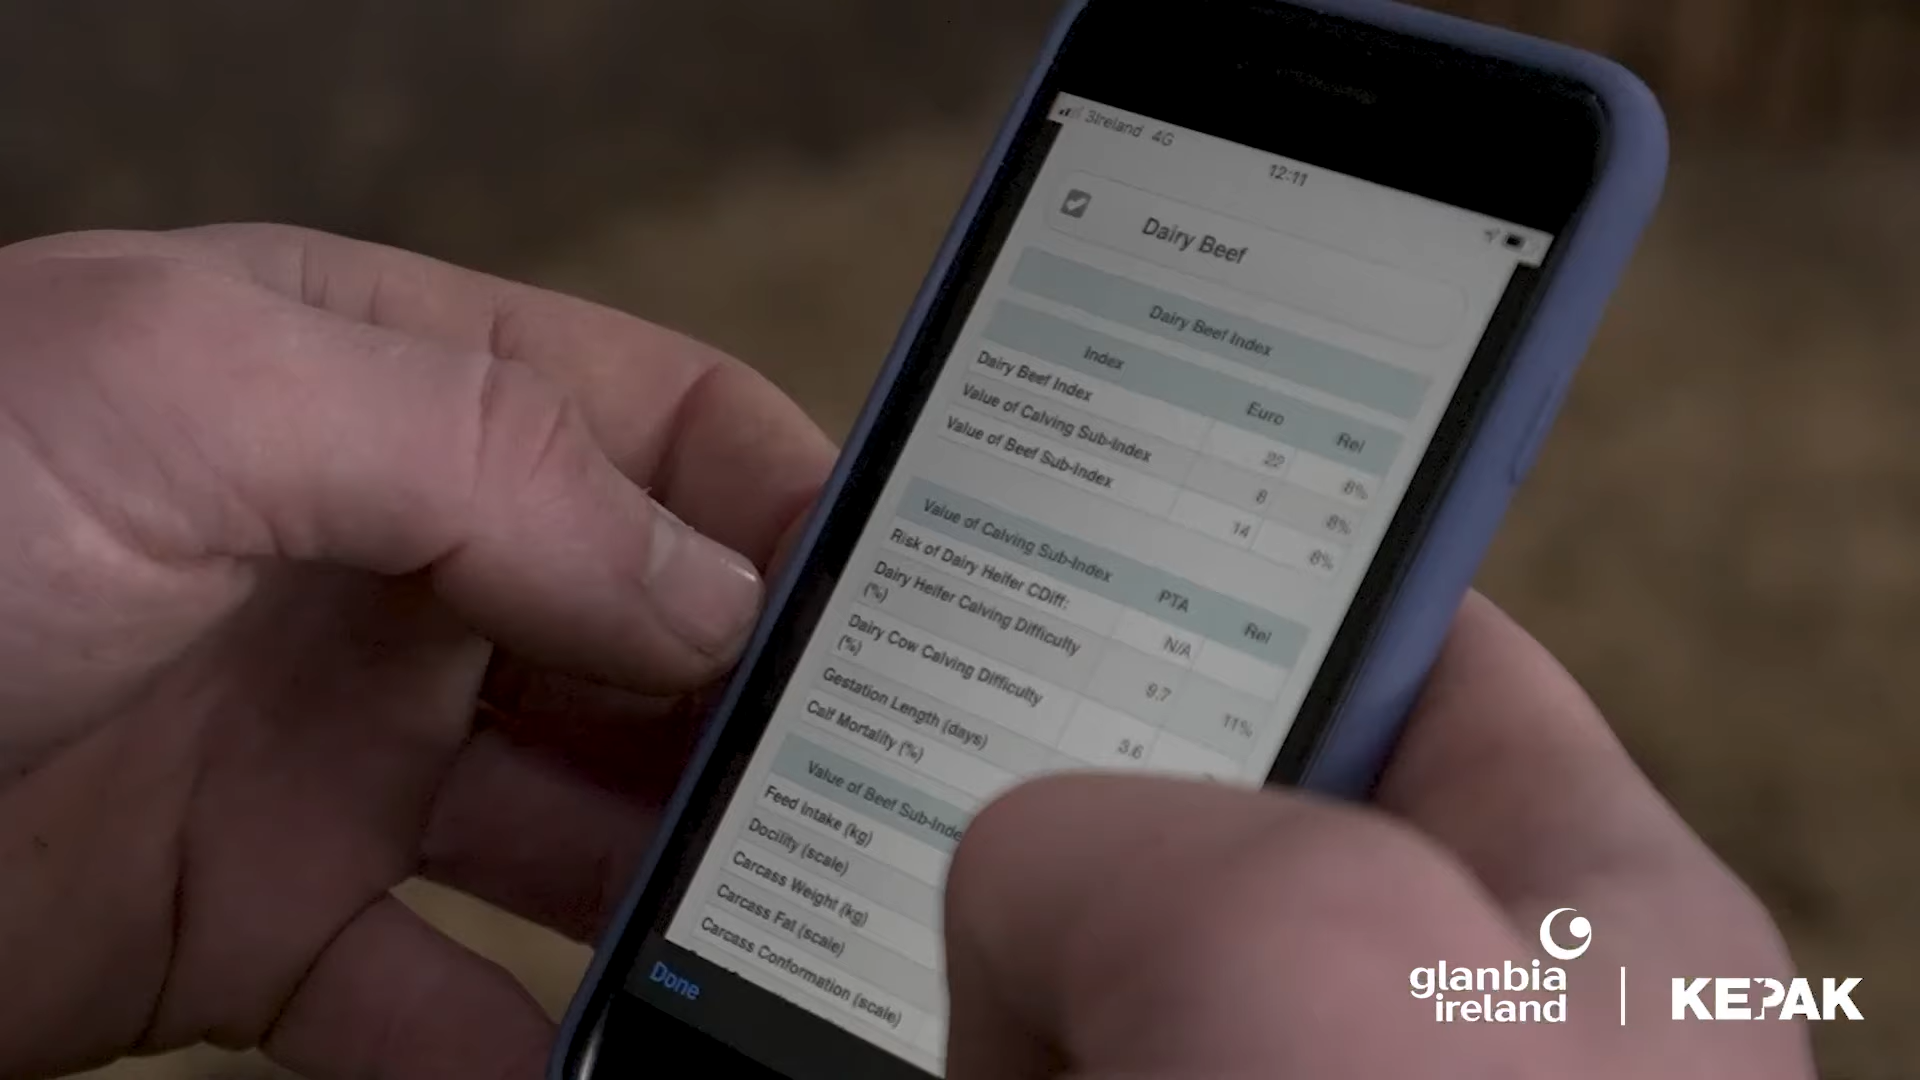 3Ireland 4G
12:11
Dairy Beef
Dairy Beef Index
Index Euro Rel
Dairy Beef Index 22 8%
Value of Calving Sub-Index 8 8%
Value of Beef Sub-Index 14 8%
Value of Calving Sub-Index PTA Rel
Risk of Dairy Heifer CDiff: N/A
Dairy Heifer Calving Difficulty 9.7 11%
(%)
Dairy Cow Calving Difficulty 3.6
(%)
Gestation Length (days)
Calf Mortality (%)
Value of Beef Sub-Inde
Feed Intake (kg)
Docility (scale)
Carcass Weight (kg)
Carcass Fat (scale)
Carcass Conformation (scale)
Done
glanbia
ireland
KEPAK